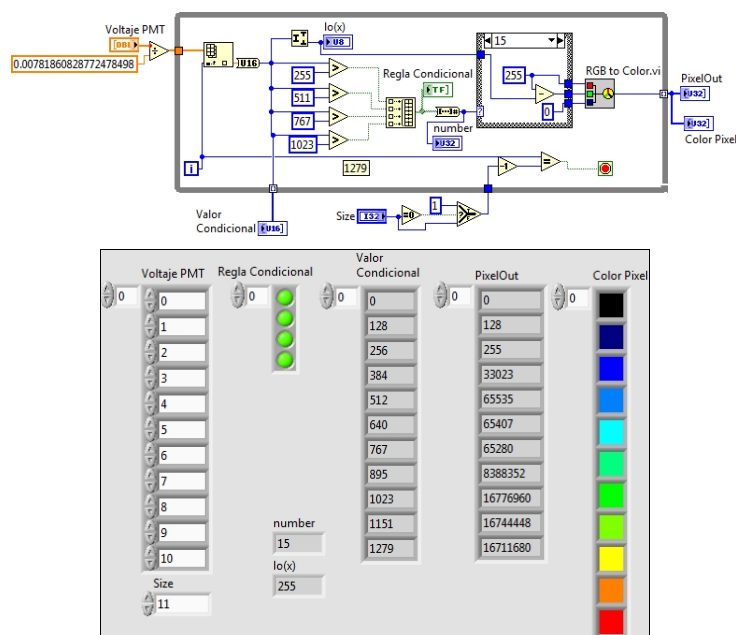 Voltaje PMT
[DBL]
0.0078186082877247849​8
U16
lo(x)
U8
255
511
767
1023
Regla Condicional
[TF]
number
U32
1279
i
15
255
0
RGB to Color.vi
PixelOut
[U32]
[U32]
Color Pixel
Valor
Condicional
[U16]
Size
I32
=0
1
-1
Voltaje PMT
Regla Condicional
Valor
Condicional
PixelOut
Color Pixel
0
0
0
0
0
0 0 0
1 128 128
2 256 255
3 384 33023
4 512 65535
5 640 65407
6 767 65280
7 895 8388352
8 1023 16776960
9 1151 16744448
10 1279 16711680
number
15
lo(x)
255
Size
11